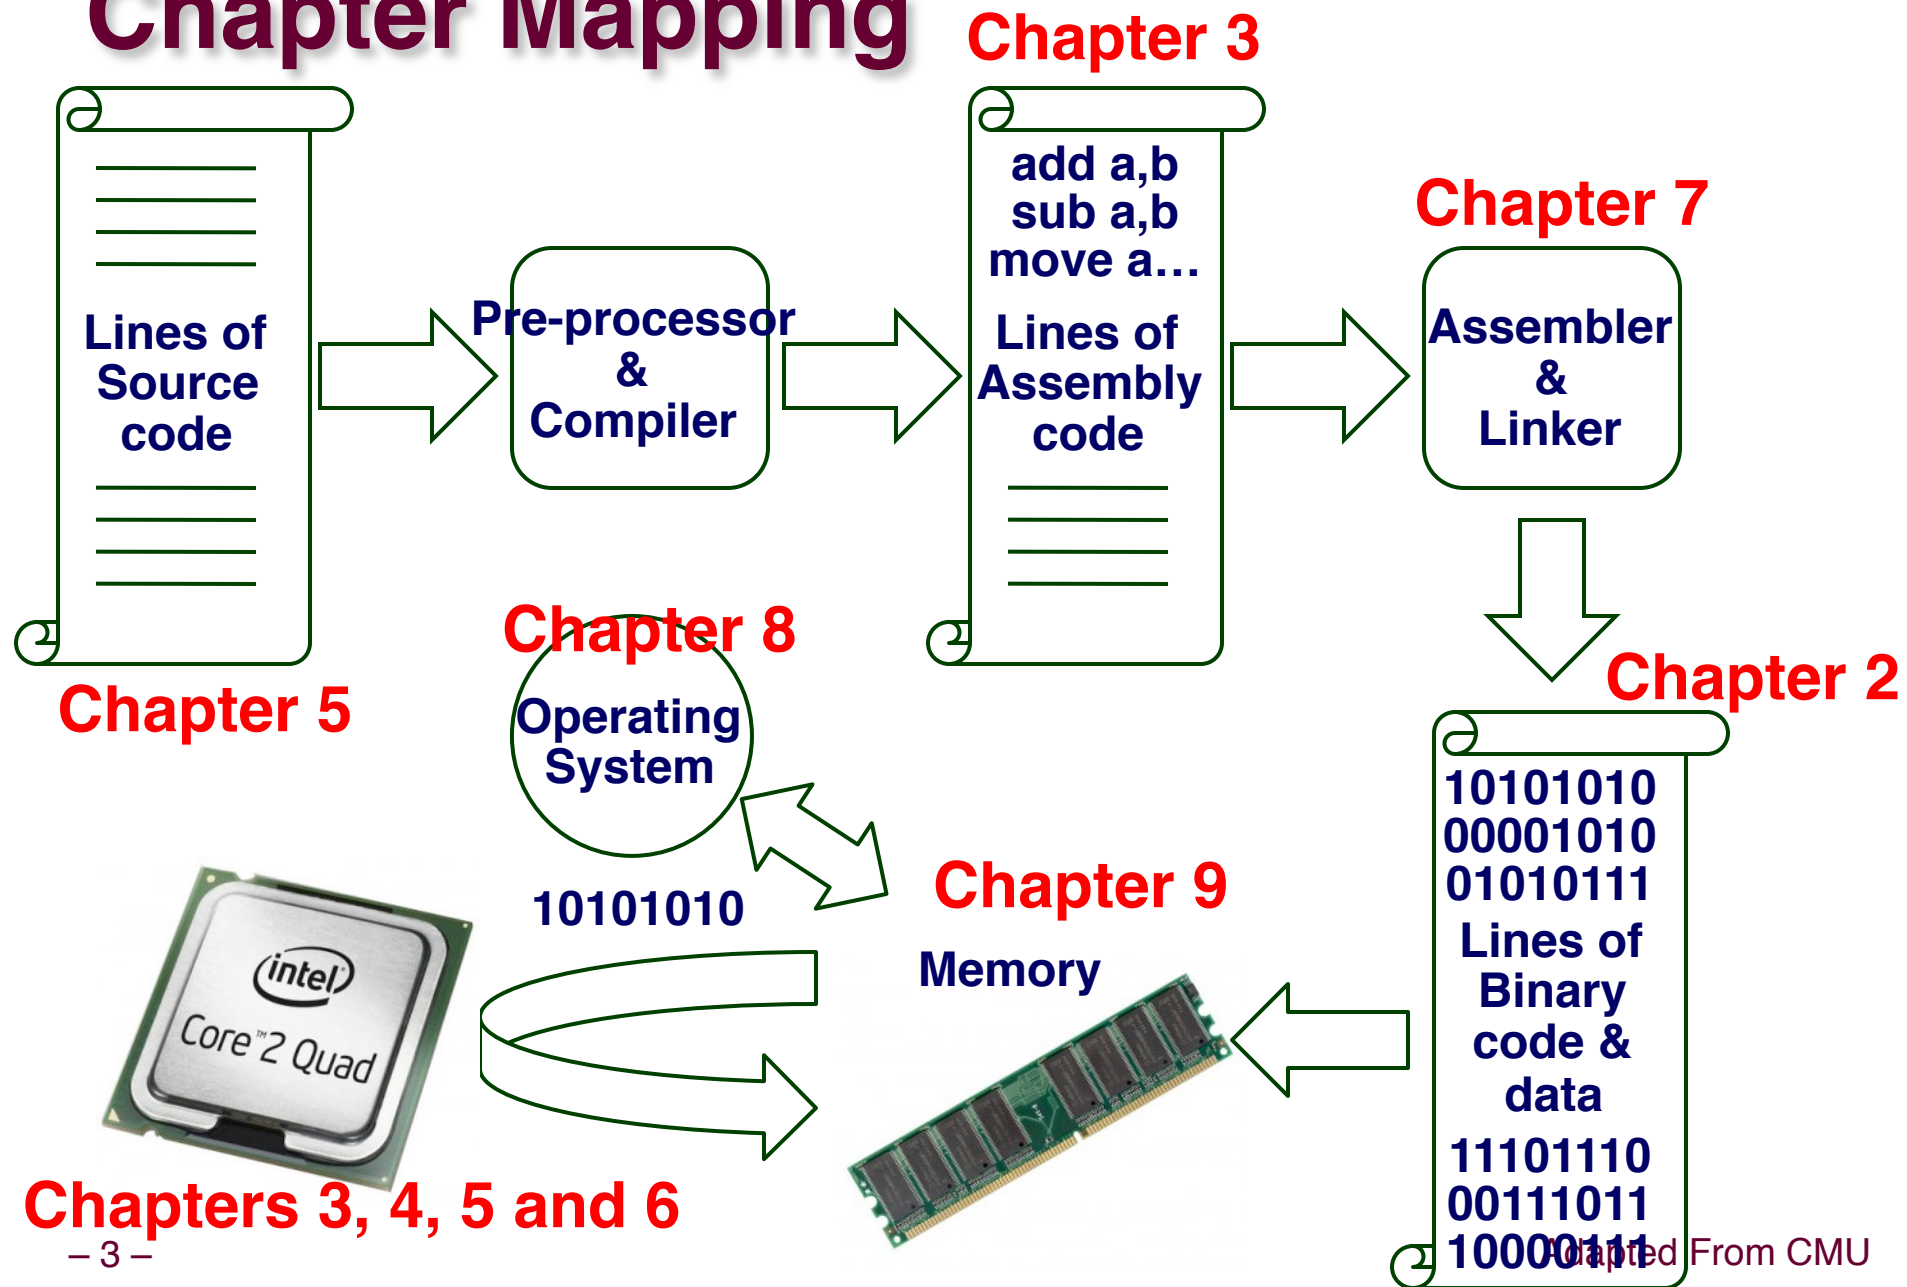 Chapter Mapping
Chapter 3
add a,b
sub a,b
move a…
Chapter 7
Lines of
Source
code
Pre-processor
&
Compiler
Lines of
Assembly
code
Assembler
&
Linker
Chapter 5
Chapter 8
Operating
System
Chapter 2
10101010
00001010
01010111
Lines of
Binary
code &
data
11101110
00111011
10000111
10101010
Chapter 9
Memory
intel
Core™2 Quad
Chapters 3, 4, 5 and 6
– 3 –
Adapted From CMU